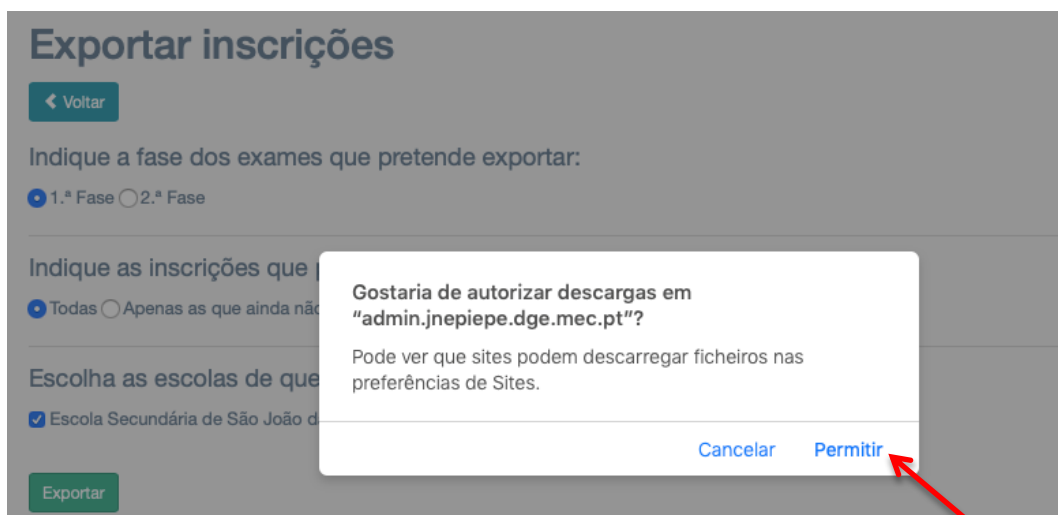 Exportar inscrições
Voltar
Indique a fase dos exames que pretende exportar:
1.ª Fase 2.ª Fase
Indique as inscrições que
Todas Apenas as que ainda não
Escolha as escolas de que
Escola Secundária de São João d
Exportar
Gostaria de autorizar descargas em
“admin.jnepiepe.dge.mec.pt”?
Pode ver que sites podem descarregar ficheiros nas
preferências de Sites.
Cancelar Permitir